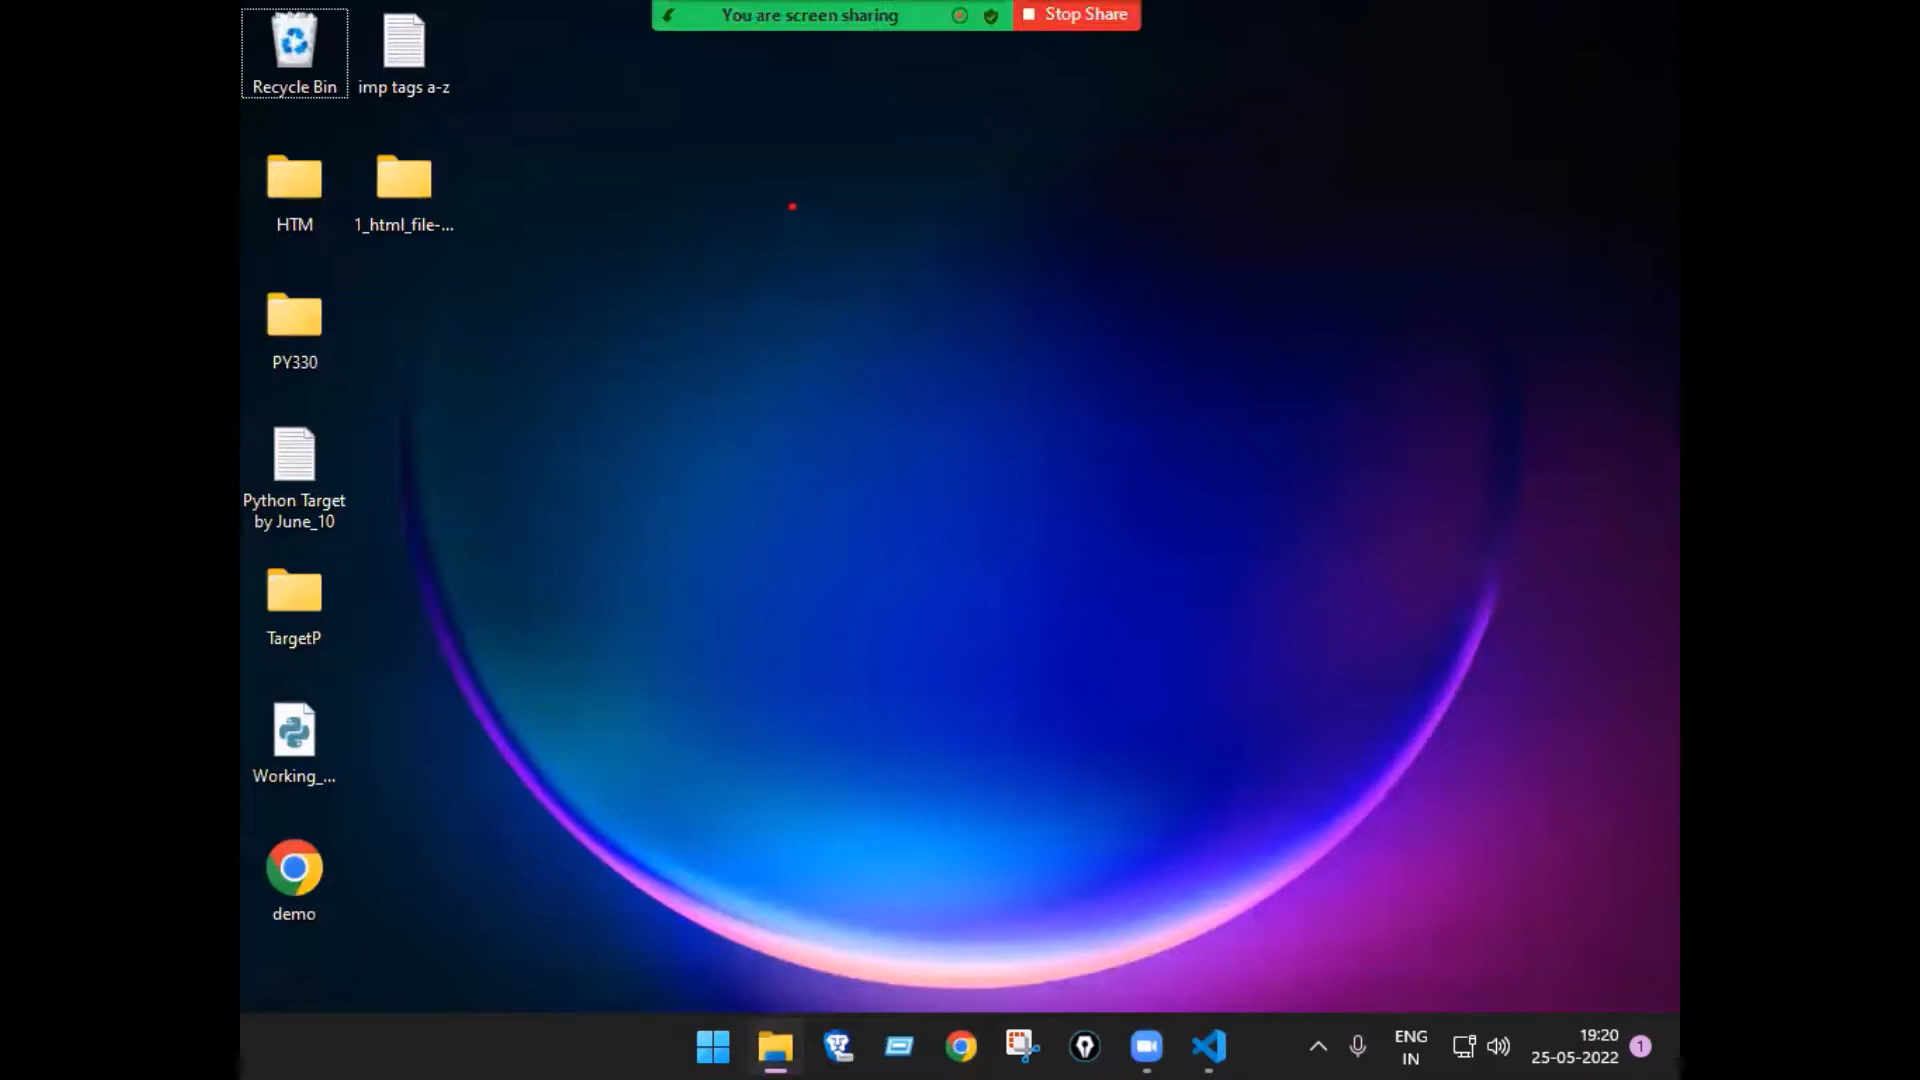 You are screen sharing
Stop Share
Recycle Bin
imp tags a-z
HTM
1_html_file-...
PY330
Python Target
by June_10
TargetP
Working_...
demo
ENG
IN
19:20
25-05-2022
1